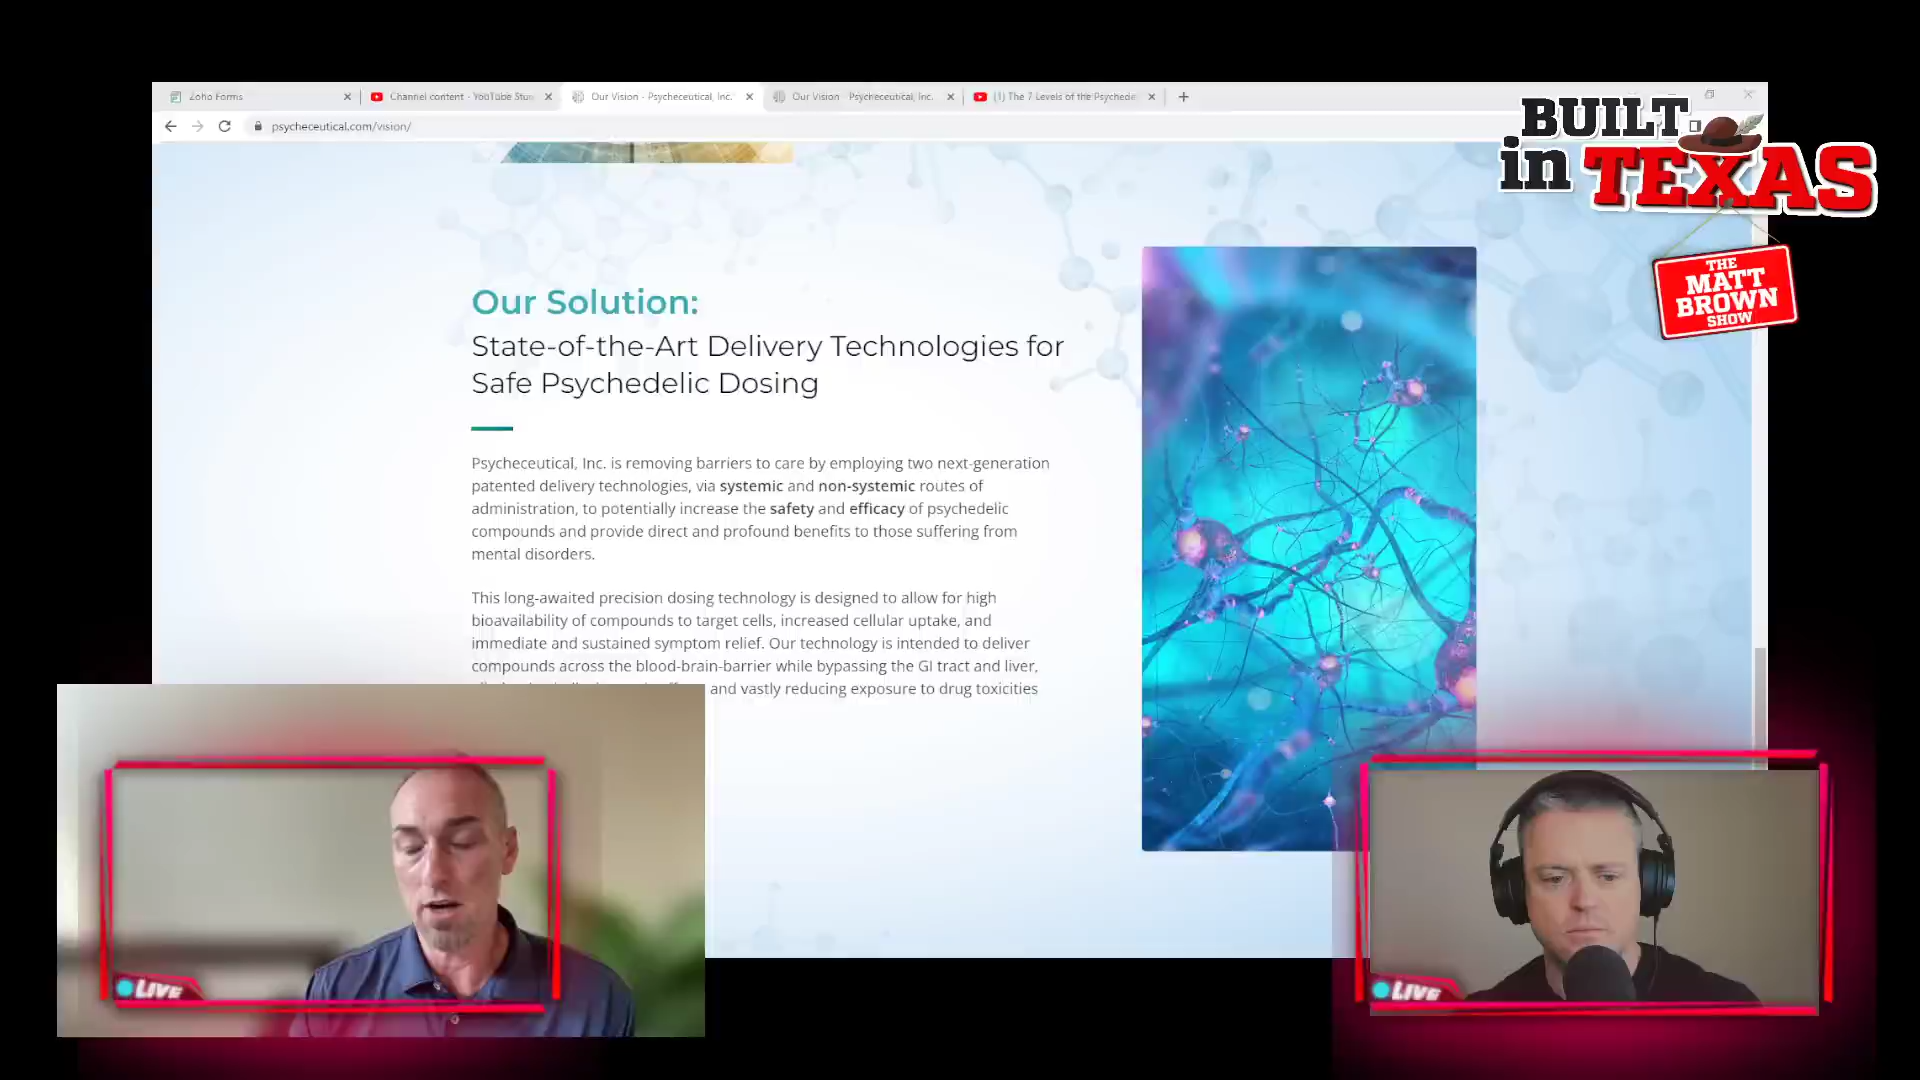 Zoho Forms
Channel content - YouTube Stud
Our Vision - Psycheceutical, Inc.
Our Vision Psycheceutical, Inc.
(1) The 7 Levels of the Psychede
psycheceutical.com/vision/
BUILT
in TEXAS
THE
MATT
BROWN
SHOW
Our Solution:
State-of-the-Art Delivery Technologies for
Safe Psychedelic Dosing
Psycheceutical, Inc. is removing barriers to care by employing two next-generation
patented delivery technologies, via systemic and non-systemic routes of
administration, to potentially increase the safety and efficacy of psychedelic
compounds and provide direct and profound benefits to those suffering from
mental disorders.
This long-awaited precision dosing technology is designed to allow for high
bioavailability of compounds to target cells, increased cellular uptake, and
immediate and sustained symptom relief. Our technology is intended to deliver
compounds across the blood-brain-barrier while bypassing the GI tract and liver,
and vastly reducing exposure to drug toxicities
LIVE
LIVE